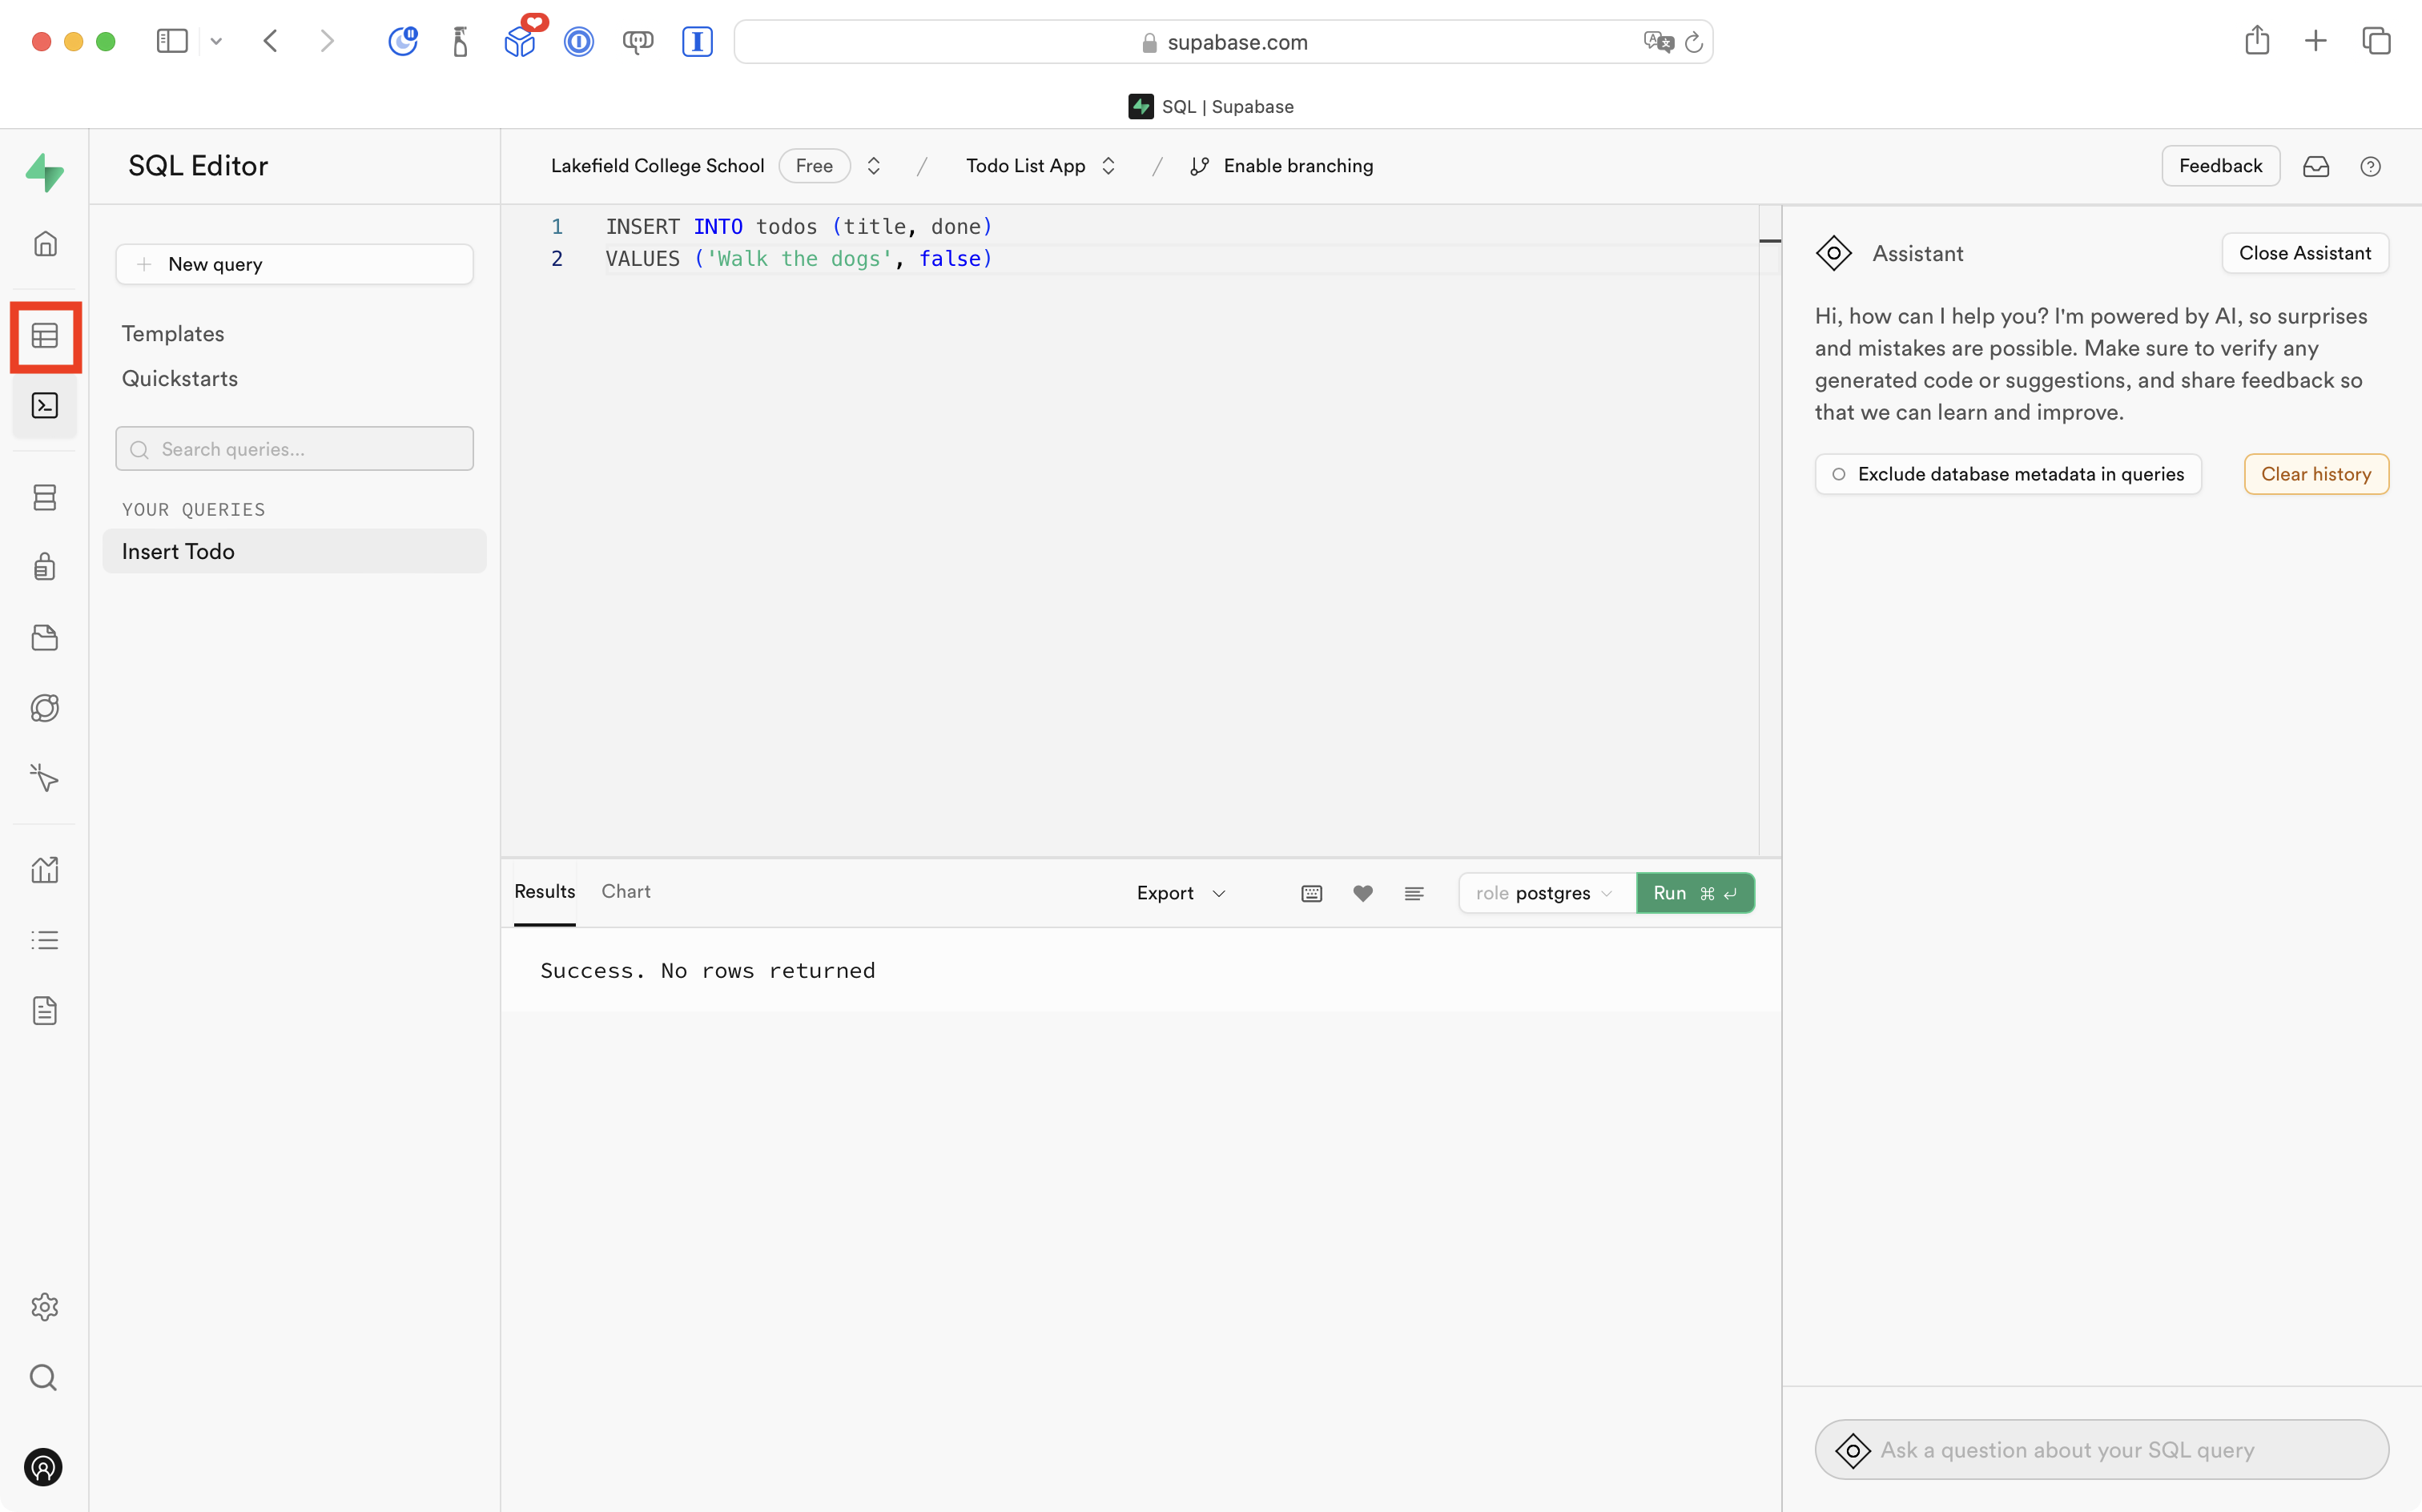 supabase.com
SQL | Supabase
SQL Editor
Lakefield College School Free / Todo List App / Enable branching
Feedback
New query
Templates
Quickstarts
Search queries...
YOUR QUERIES
Insert Todo
1 INSERT INTO todos (title, done)
2 VALUES ('Walk the dogs', false)
Results Chart
Export
role postgres
Run ⌘ ↵
Success. No rows returned
Assistant
Close Assistant
Hi, how can I help you? I'm powered by AI, so surprises
and mistakes are possible. Make sure to verify any
generated code or suggestions, and share feedback so
that we can learn and improve.
Exclude database metadata in queries
Clear history
Ask a question about your SQL query